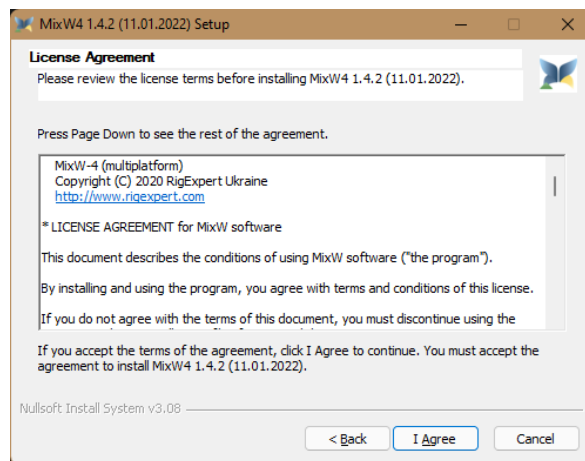 MixW4 1.4.2 (11.01.2022) Setup
License Agreement
Please review the license terms before installing MixW4 1.4.2 (11.01.2022).
Press Page Down to see the rest of the agreement.
MixW-4 (multiplatform)
Copyright (C) 2020 RigExpert Ukraine
http://www.rigexpert.com
* LICENSE AGREEMENT for MixW software
This document describes the conditions of using MixW software ("the program").
By installing and using the program, you agree with terms and conditions of this license.
If you do not agree with the terms of this document, you must discontinue using the
If you accept the terms of the agreement, click I Agree to continue. You must accept the
agreement to install MixW4 1.4.2 (11.01.2022).
Nullsoft Install System v3.08
< Back
I Agree
Cancel